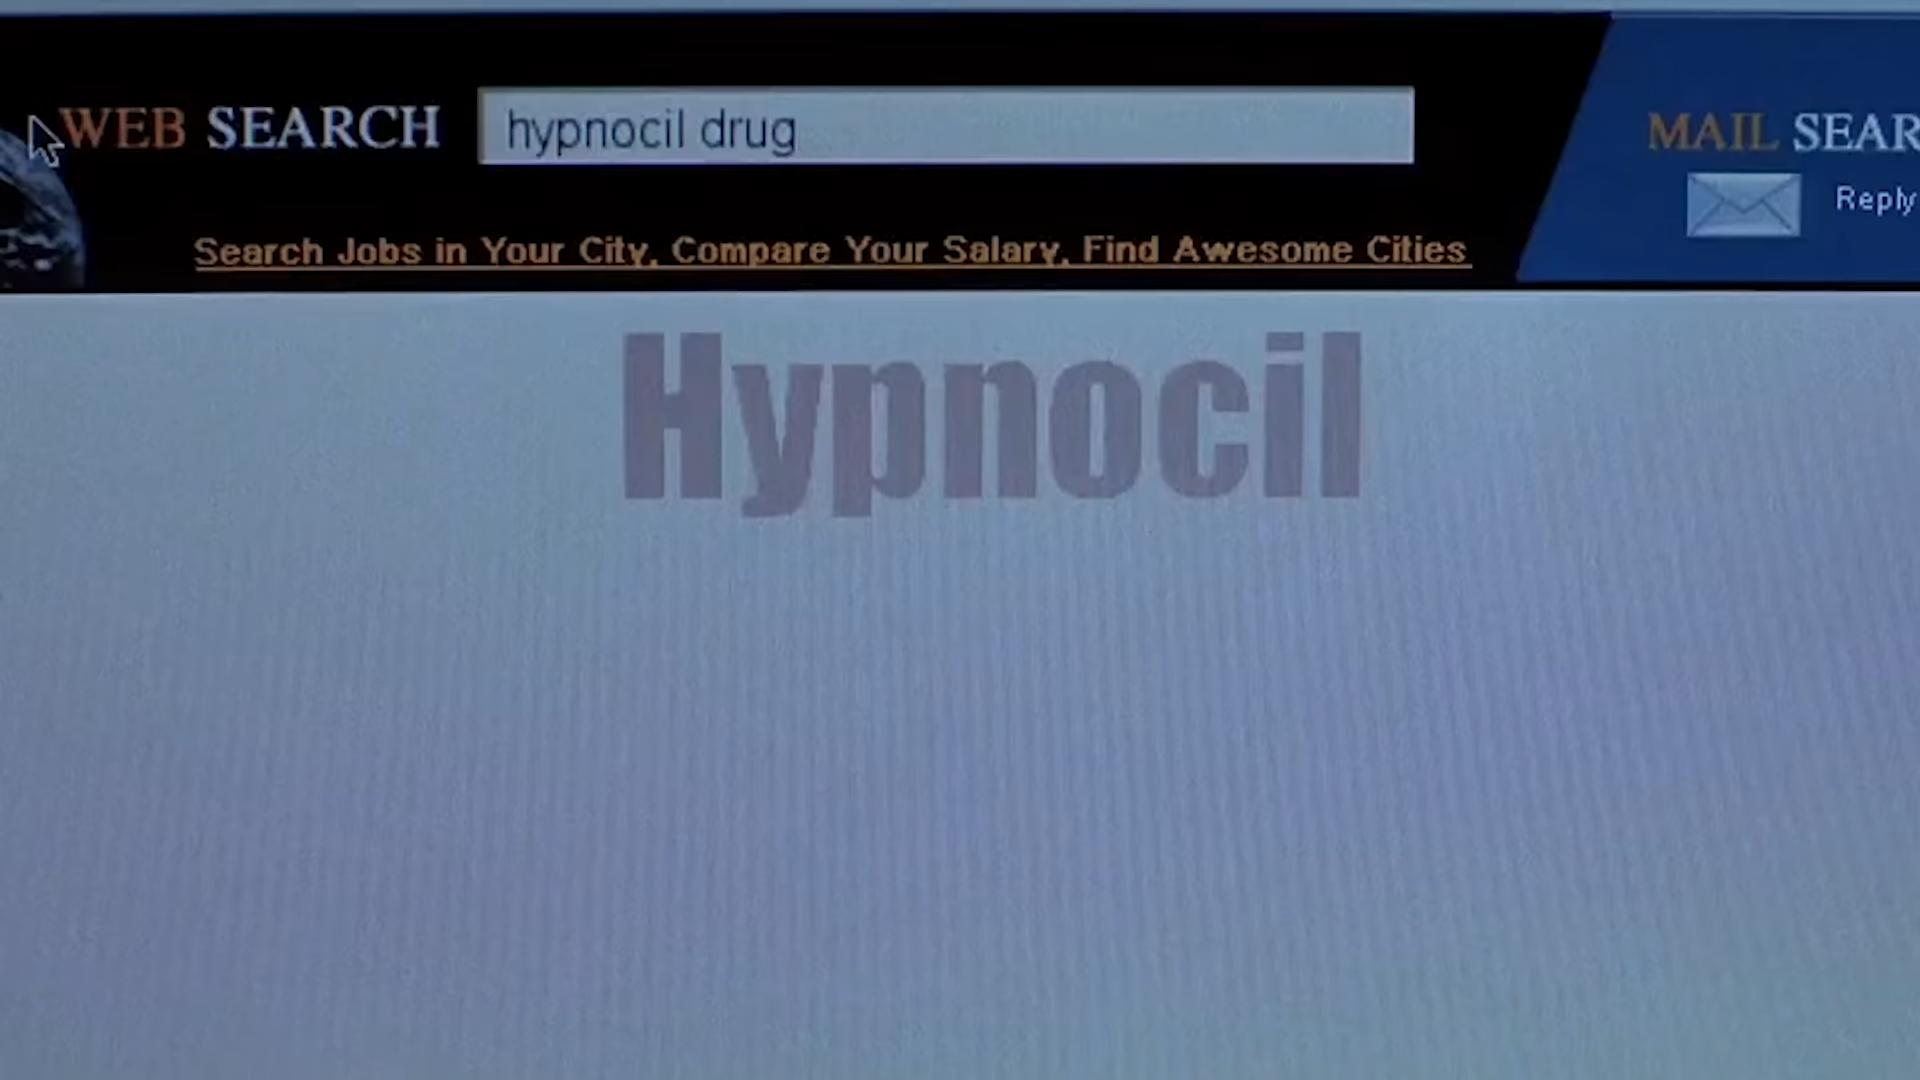 WEB SEARCH
hypnocil drug
MAIL SEAR
Reply
Search Jobs in Your City, Compare Your Salary, Find Awesome Cities
Hypnocil